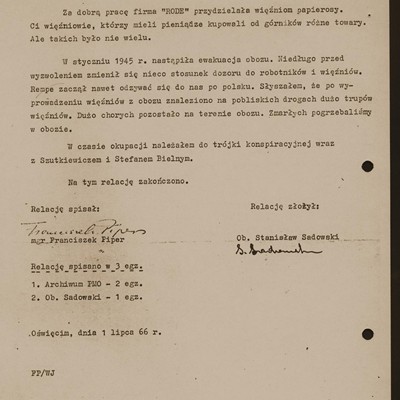 Za dobrą pracę firma "RODE" przydzielała więźniom papierosy.
Ci więźniowie, którzy mieli pieniądze kupowali od górników różne towary.
Ale takich było nie wielu.
W styczniu 1945 r. nastąpiła ewakuacja obozu. Niedługo przed
wyzwoleniem zmienił się nieco stosunek dozoru do robotników i więźniów.
Rempe zaczął nawet odzywać się do nas po polsku. Słyszałem, że po wy-
prowadzeniu więźniów z obozu znaleziono na pobliskich drogach dużo trupów
więźniów. Dużo chorych pozostało na terenie obozu. Zmarłych pogrzebaliśmy
w obozie.
W czasie okupacji należałem do trójki konspiracyjnej wraz
z Szutkiewiczem i Stefanem Bielnym.
Na tym relację zakończono.
Relację spisał: Relację złożył:
Franciszek Piper
mgr Franciszek Piper Ob. Stanisław Sadowski
S. Sadowski
Relację spisano w 3 egz.
1. Archiwum PMO - 2 egz.
2. Ob. Sadowski - 1 egz.
Oświęcim, dnia 1 lipca 66 r.
FP/WJ